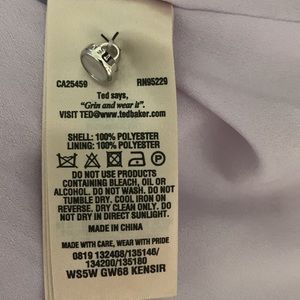 CA25459 RN95229
Ted says,
"Grin and wear it".
VISIT TED@www.tedbaker.com
SHELL: 100% POLYESTER
LINING: 100% POLYESTER
DO NOT USE PRODUCTS
CONTAINING BLEACH, OIL OR
ALCOHOL. DO NOT WASH. DO NOT
TUMBLE DRY. COOL IRON ON
REVERSE. DRY CLEAN ONLY. DO
NOT DRY IN DIRECT SUNLIGHT.
MADE IN CHINA
MADE WITH CARE, WEAR WITH PRIDE
0819 132408/135146/
134200/135180
WS5W GW68 KENSIR